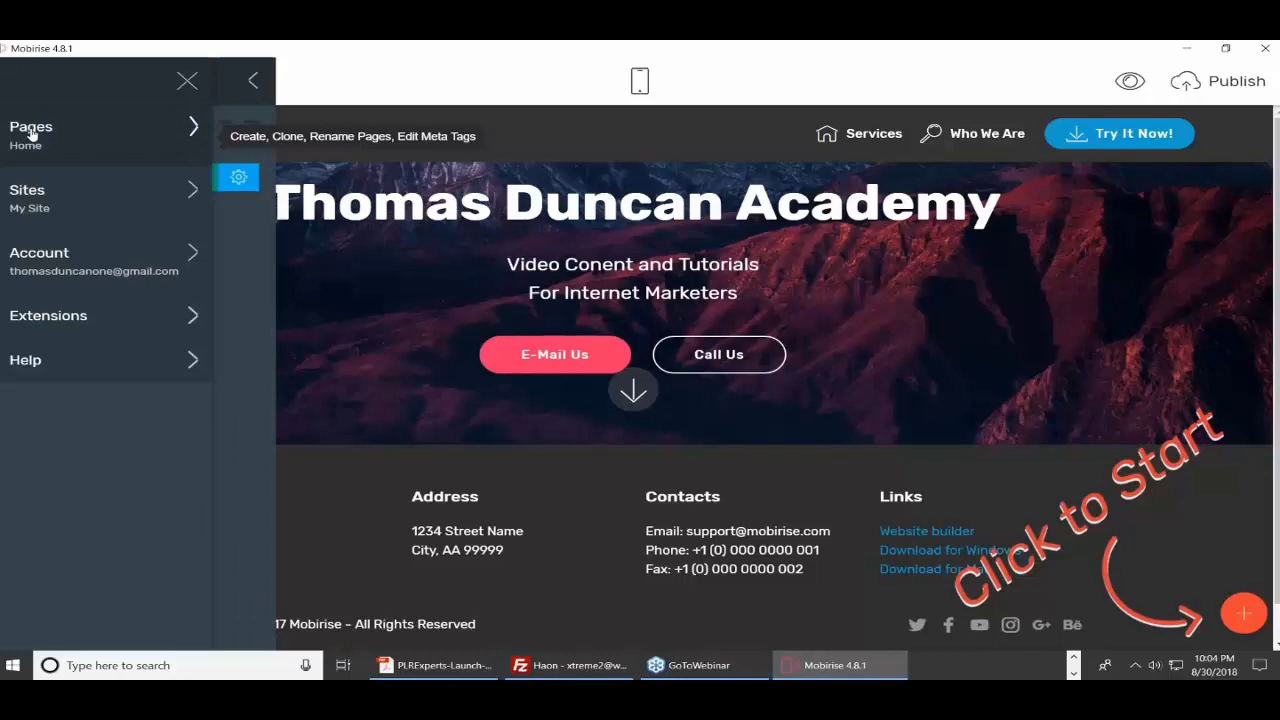 Mobirise 4.8.1
Publish
Pages
Home
Create, Clone, Rename Pages, Edit Meta Tags
Services
Who We Are
Try It Now!
Sites
My Site
Account
thomasduncanone@gmail.com
Extensions
Help
Thomas Duncan Academy
Video Conent and Tutorials
For Internet Marketers
E-Mail Us
Call Us
Click to Start
Address
1234 Street Name
City, AA 99999
Contacts
Email: support@mobirise.com
Phone: +1 (0) 000 0000 001
Fax: +1 (0) 000 0000 002
Links
Website builder
Download for Windows
Download for
17 Mobirise - All Rights Reserved
Type here to search
PLRExperts-Launch-...
Haon - xtreme2@w...
GoToWebinar
Mobirise 4.8.1
10:04 PM
8/30/2018